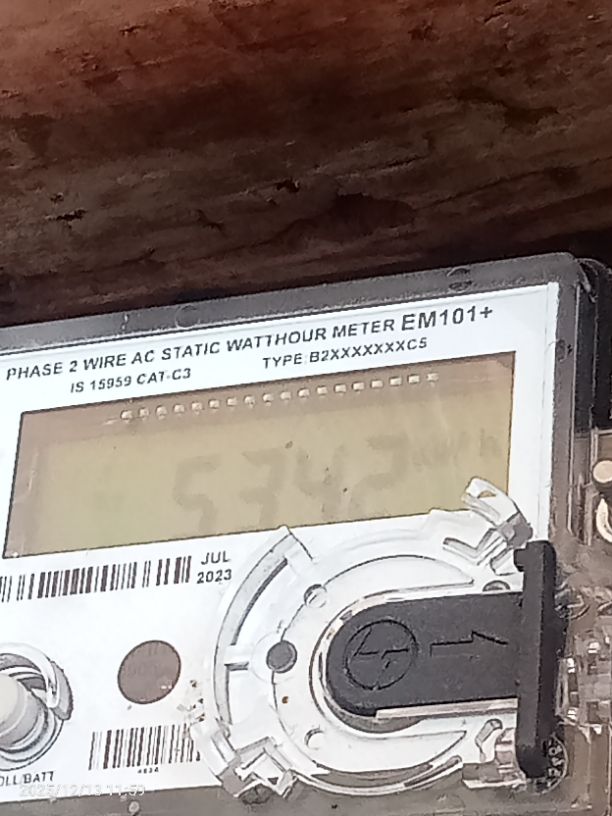 PHASE 2 WIRE AC STATIC WATTHOUR METER EM101+
IS 15959 CAT-C3 TYPE:B2XXXXXXXC5
5342 kWh
JUL
2023
OLL/BATT
2025/12/13 11:59